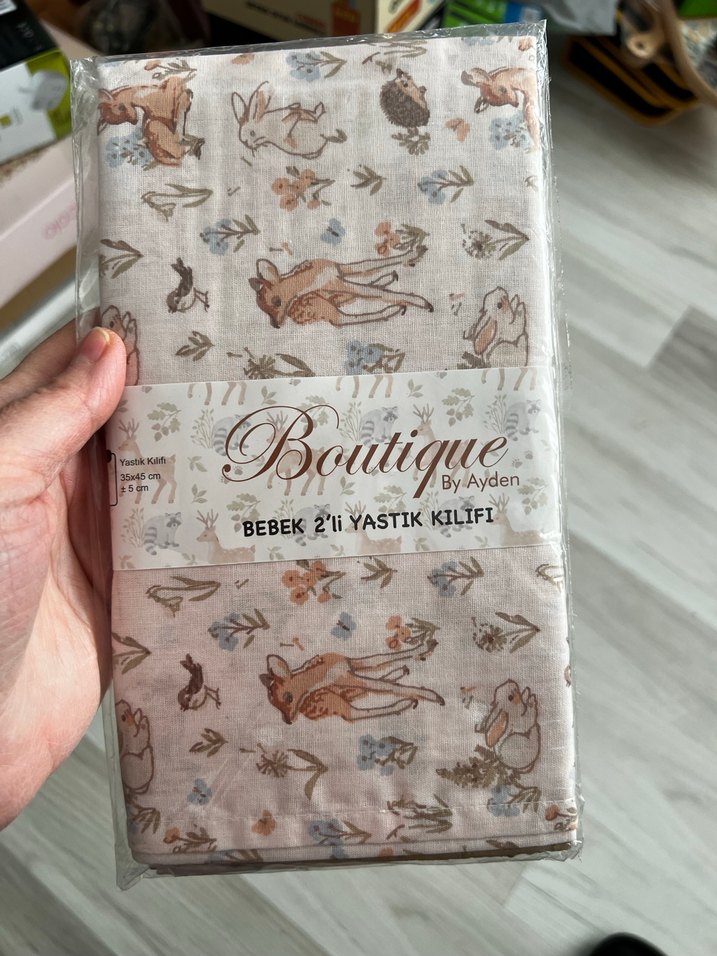 Boutique
By Ayden
Yastık Kılıfı
35x45 cm
± 5 cm
BEBEK 2'li YASTIK KILIFI